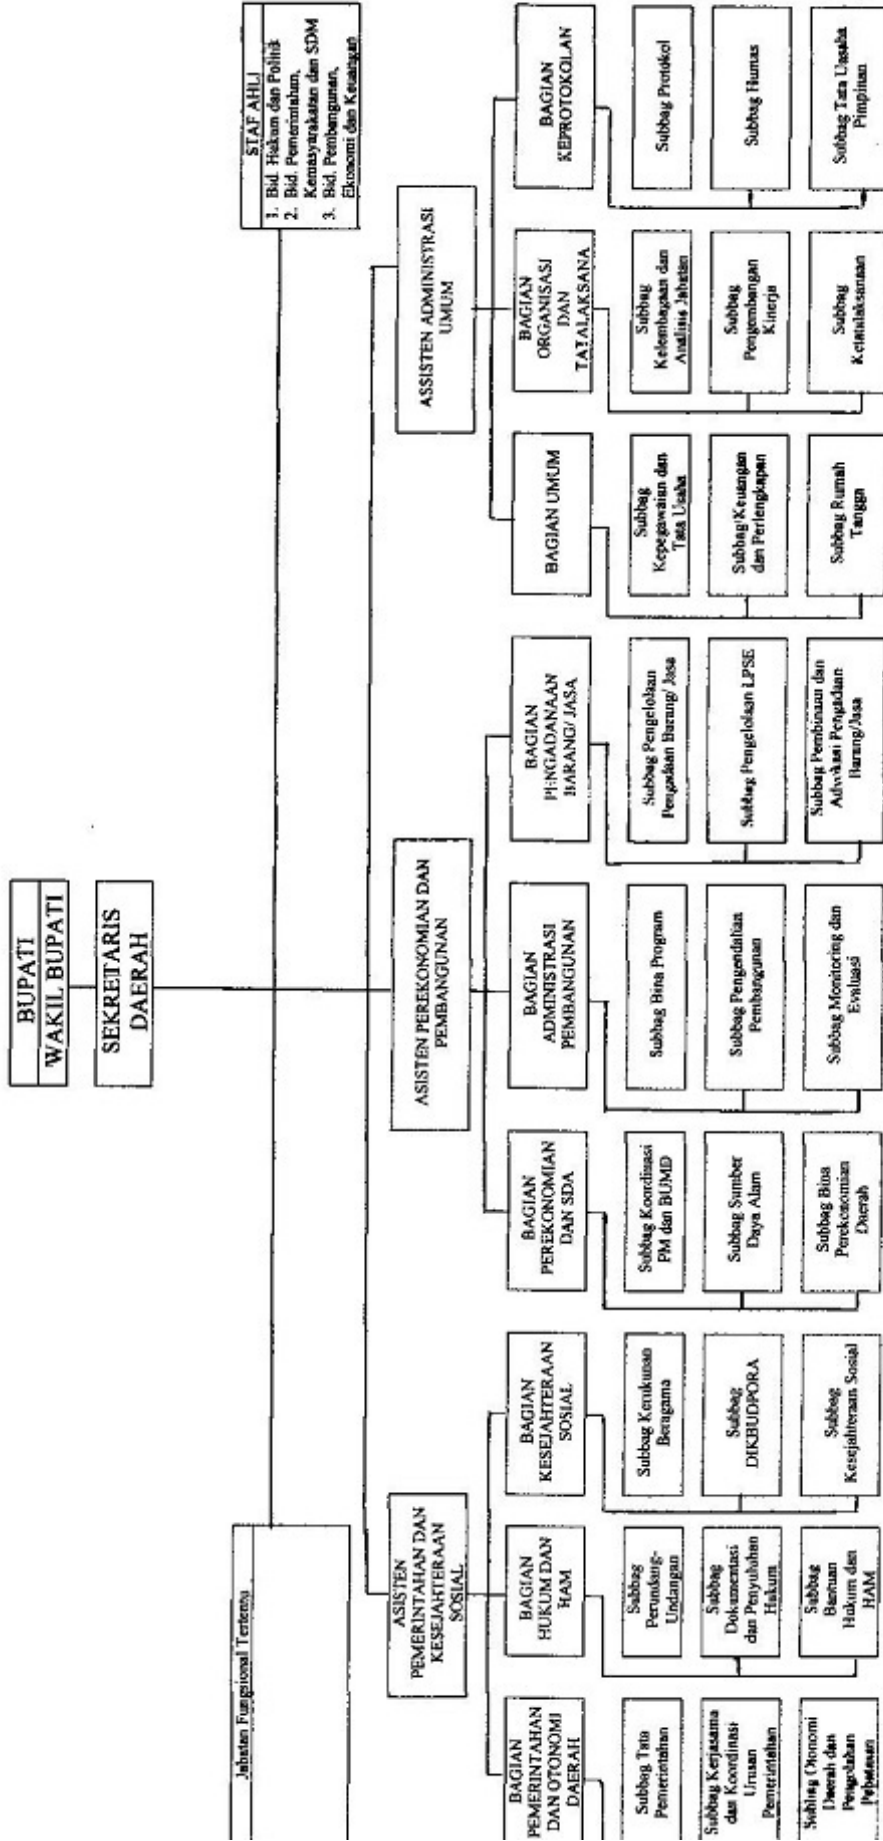 BUPATI
WAKIL BUPATI
SEKRETARIS
DAERAH
Jabatan Fungsional Tertentu
STAF AHLI
1. Bid. Hukum dan Politik
2. Bid. Pemerintahan,
Kemasyarakatan dan SDM
3. Bid. Pembangunan,
Ekonomi dan Keuangan
ASISTEN
PEMERINTAHAN DAN
KESEJAHTERAAN
SOSIAL
ASISTEN PEREKONOMIAN DAN
PEMBANGUNAN
ASSISTEN ADMINISTRASI
UMUM
BAGIAN
PEMERINTAHAN
DAN OTONOMI
DAERAH
BAGIAN
HUKUM DAN
HAM
BAGIAN
KESEJAHTERAAN
SOSIAL
BAGIAN
PEREKONOMIAN
DAN SDA
BAGIAN
ADMINISTRASI
PEMBANGUNAN
BAGIAN
PENGADANAAN
BARANG/ JASA
BAGIAN UMUM
BAGIAN
ORGANISASI
DAN
TATALAKSANA
BAGIAN
KEPROTOKOLAN
Subbag Tata
Pemerintahan
Subbag
Perundang-
Undangan
Subbag Kerukunan
Beragama
Subbag Koordinasi
PM dan BUMD
Subbag Bina Program
Subbag Pengelolaan
Pengadaan Barang/ Jasa
Subbag
Kepegawaian dan
Tata Usaha
Subbag
Kelembagaan dan
Analisis Jabatan
Subbag Protokol
Subbag Kerjasama
dan Koordinasi
Urusan
Pemerintahan
Subbag
Dokumentasi
dan Penyuluhan
Hukum
Subbag
DIKBUDPORA
Subbag Sumber
Daya Alam
Subbag Pengendalian
Pembangunan
Subbag Pengelolaan LPSE
Subbag/Keuangan
dan Perlengkapan
Subbag
Pengembangan
Kinerja
Subbag Humas
Subbag Otonomi
Daerah dan
Subbag
Bantuan
Hukum dan
HAM
Subbag
Kesejahteraan Sosial
Subbag Bina
Perekonomian
Daerah
Subbag Monitoring dan
Evaluasi
Subbag Pembinaan dan
Advokasi Pengadaan
Barang/Jasa
Subbag Rumah
Tangga
Subbag
Ketatalaksanaan
Subbag Tata Usaha
Pimpinan